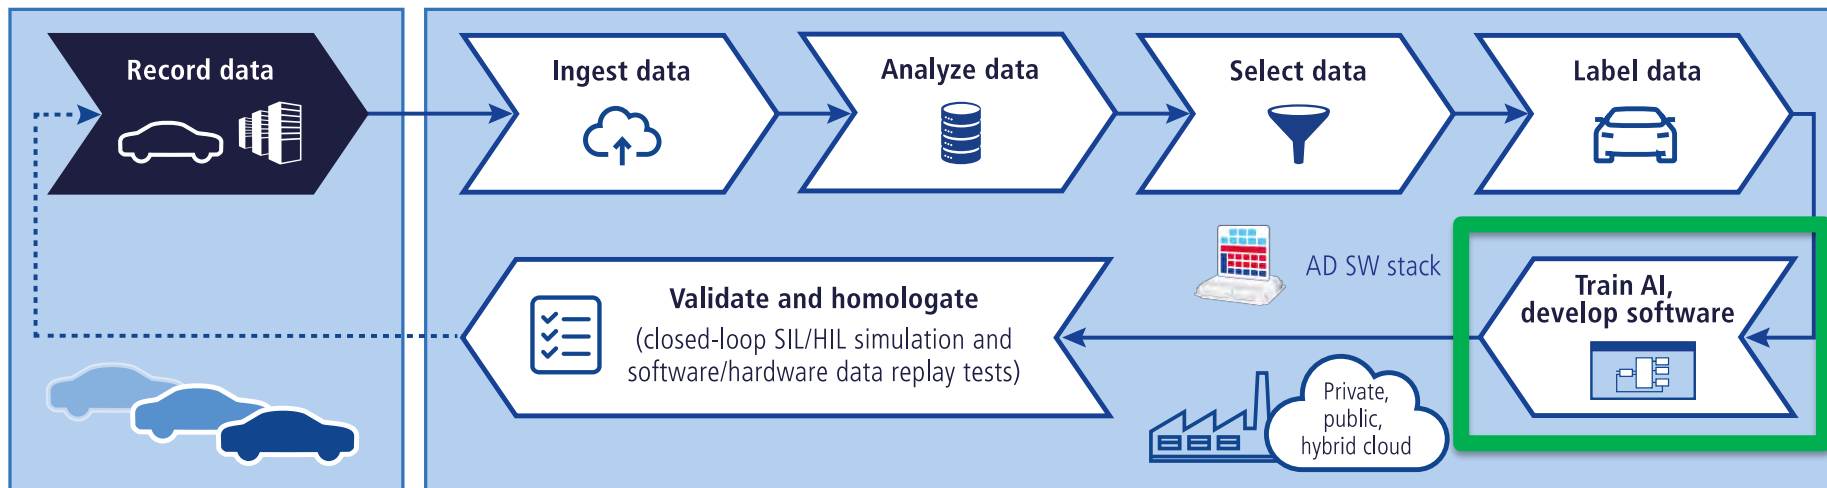 Record data
Ingest data
Analyze data
Select data
Label data
AD SW stack
Train AI,
develop software
Validate and homologate
(closed-loop SIL/HIL simulation and
software/hardware data replay tests)
Private,
public,
hybrid cloud